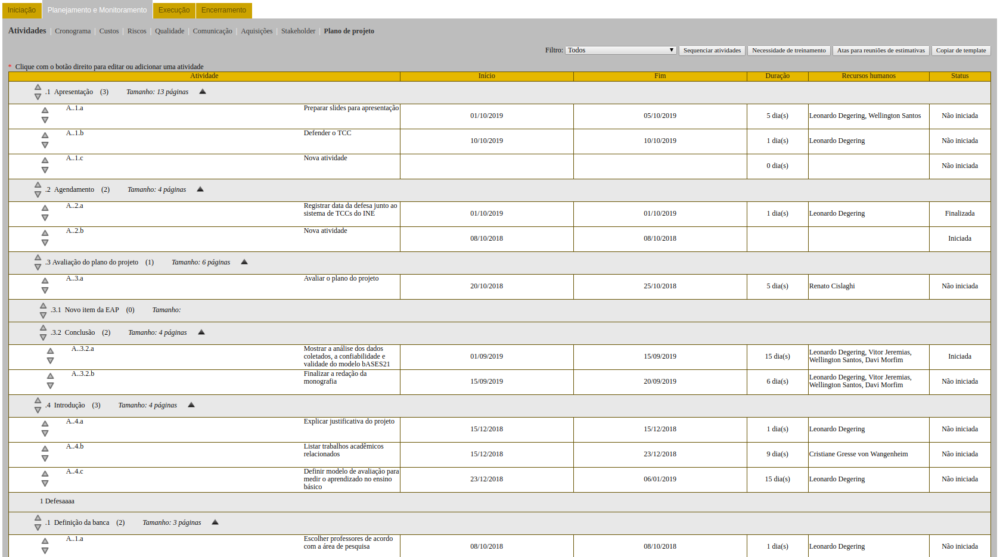 Iniciação Planejamento e Monitoramento Execução Encerramento
Atividades | Cronograma | Custos | Riscos | Qualidade | Comunicação | Aquisições | Stakeholder | Plano de projeto
Filtro: Todos Sequenciar atividades Necessidade de treinamento Atas para reuniões de estimativas Copiar de template
* Clique com o botão direito para editar ou adicionar uma atividade
Atividade Início Fim Duração Recursos humanos Status
.1 Apresentação (3) Tamanho: 13 páginas
A..1.a Preparar slides para apresentação 01/10/2019 05/10/2019 5 dia(s) Leonardo Degering, Wellington Santos Não iniciada
A..1.b Defender o TCC 10/10/2019 10/10/2019 1 dia(s) Leonardo Degering Não iniciada
A..1.c Nova atividade 0 dia(s) Não iniciada
.2 Agendamento (2) Tamanho: 4 páginas
A..2.a Registrar data da defesa junto ao
sistema de TCCs do INE 01/10/2019 01/10/2019 1 dia(s) Leonardo Degering Finalizada
A..2.b Nova atividade 08/10/2018 08/10/2018 Iniciada
.3 Avaliação do plano do projeto (1) Tamanho: 6 páginas
A..3.a Avaliar o plano do projeto 20/10/2018 25/10/2018 5 dia(s) Renato Cislaghi Não iniciada
.3.1 Novo item da EAP (0) Tamanho:
.3.2 Conclusão (2) Tamanho: 4 páginas
A..3.2.a Mostrar a análise dos dados
coletados, a confiabilidade e
validade do modelo bASES21 01/09/2019 15/09/2019 15 dia(s) Leonardo Degering, Vitor Jeremias,
Wellington Santos, Davi Morfim Iniciada
A..3.2.b Finalizar a redação da
monografia 15/09/2019 20/09/2019 6 dia(s) Leonardo Degering, Vitor Jeremias,
Wellington Santos, Davi Morfim Não iniciada
.4 Introdução (3) Tamanho: 4 páginas
A..4.a Explicar justificativa do projeto 15/12/2018 15/12/2018 1 dia(s) Leonardo Degering Não iniciada
A..4.b Listar trabalhos acadêmicos
relacionados 15/12/2018 23/12/2018 9 dia(s) Cristiane Gresse von Wangenheim Não iniciada
A..4.c Definir modelo de avaliação para
medir o aprendizado no ensino
básico 23/12/2018 06/01/2019 15 dia(s) Leonardo Degering Não iniciada
1 Defesaaaa
.1 Definição da banca (2) Tamanho: 3 páginas
A..1.a Escolher professores de acordo
com a área de pesquisa 08/10/2018 08/10/2018 1 dia(s) Leonardo Degering Não iniciada